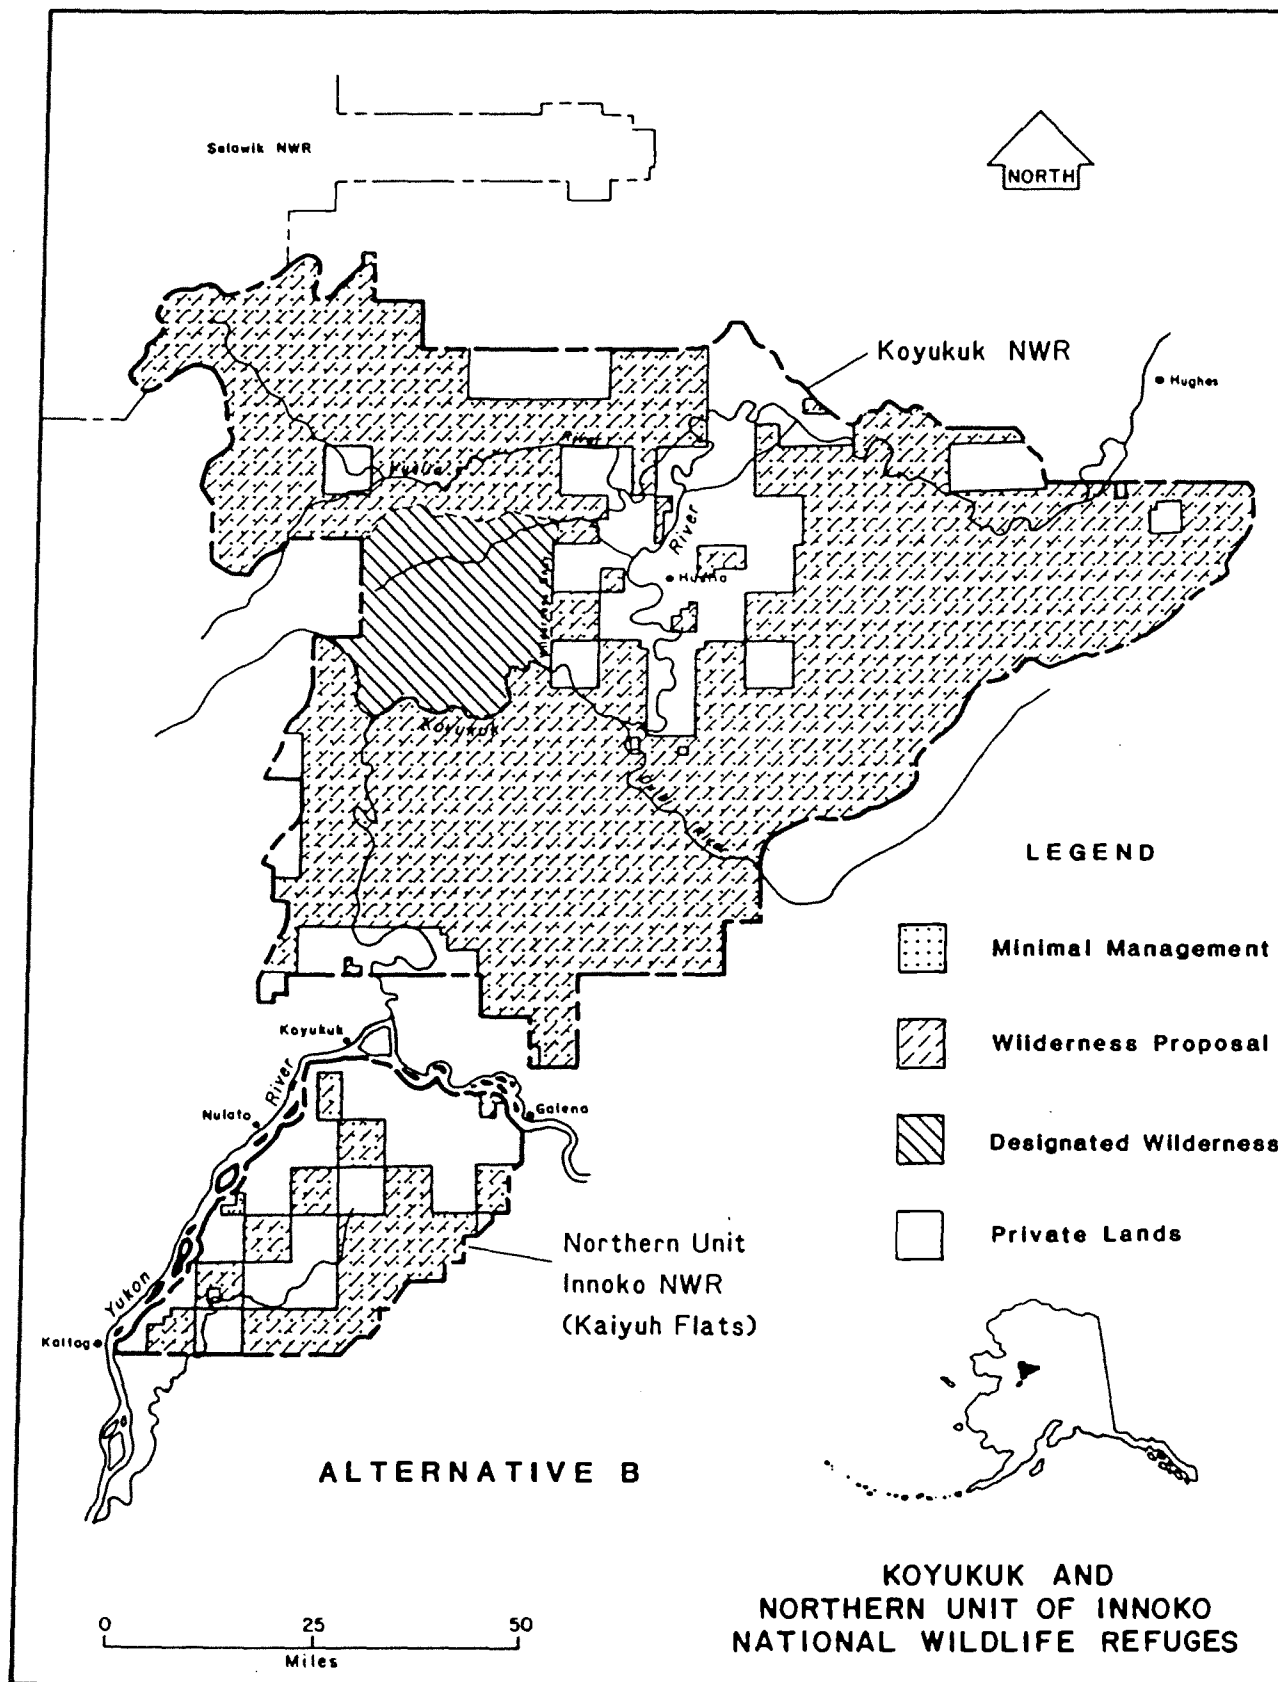 Selawik NWR
NORTH
Koyukuk NWR
Hughes
River
River
Huslia
Koyukuk
River
LEGEND
Minimal Management
Wilderness Proposal
Designated Wilderness
Private Lands
Koyukuk
River
Nulato
Galena
Northern Unit
Innoko NWR
(Kaiyuh Flats)
Yukon
Kaltag
ALTERNATIVE B
KOYUKUK AND
NORTHERN UNIT OF INNOKO
NATIONAL WILDLIFE REFUGES
0 25 50
Miles